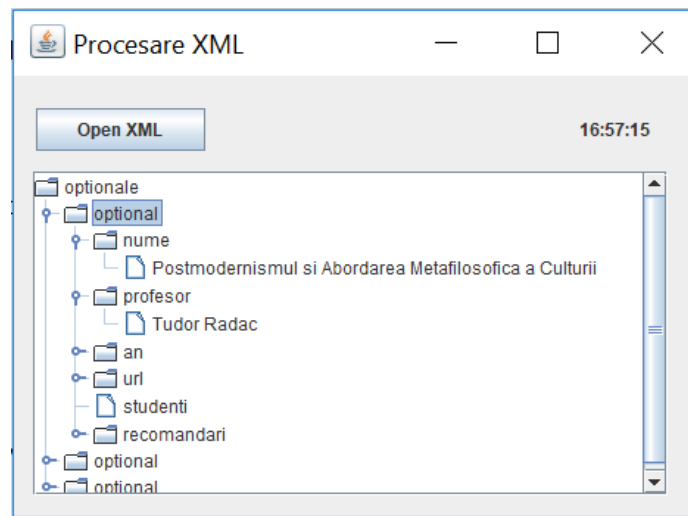 Procesare XML
Open XML
16:57:15
optionale
optional
nume
Postmodernismul si Abordarea Metafilosofica a Culturii
profesor
Tudor Radac
an
url
studenti
recomandari
optional
optional